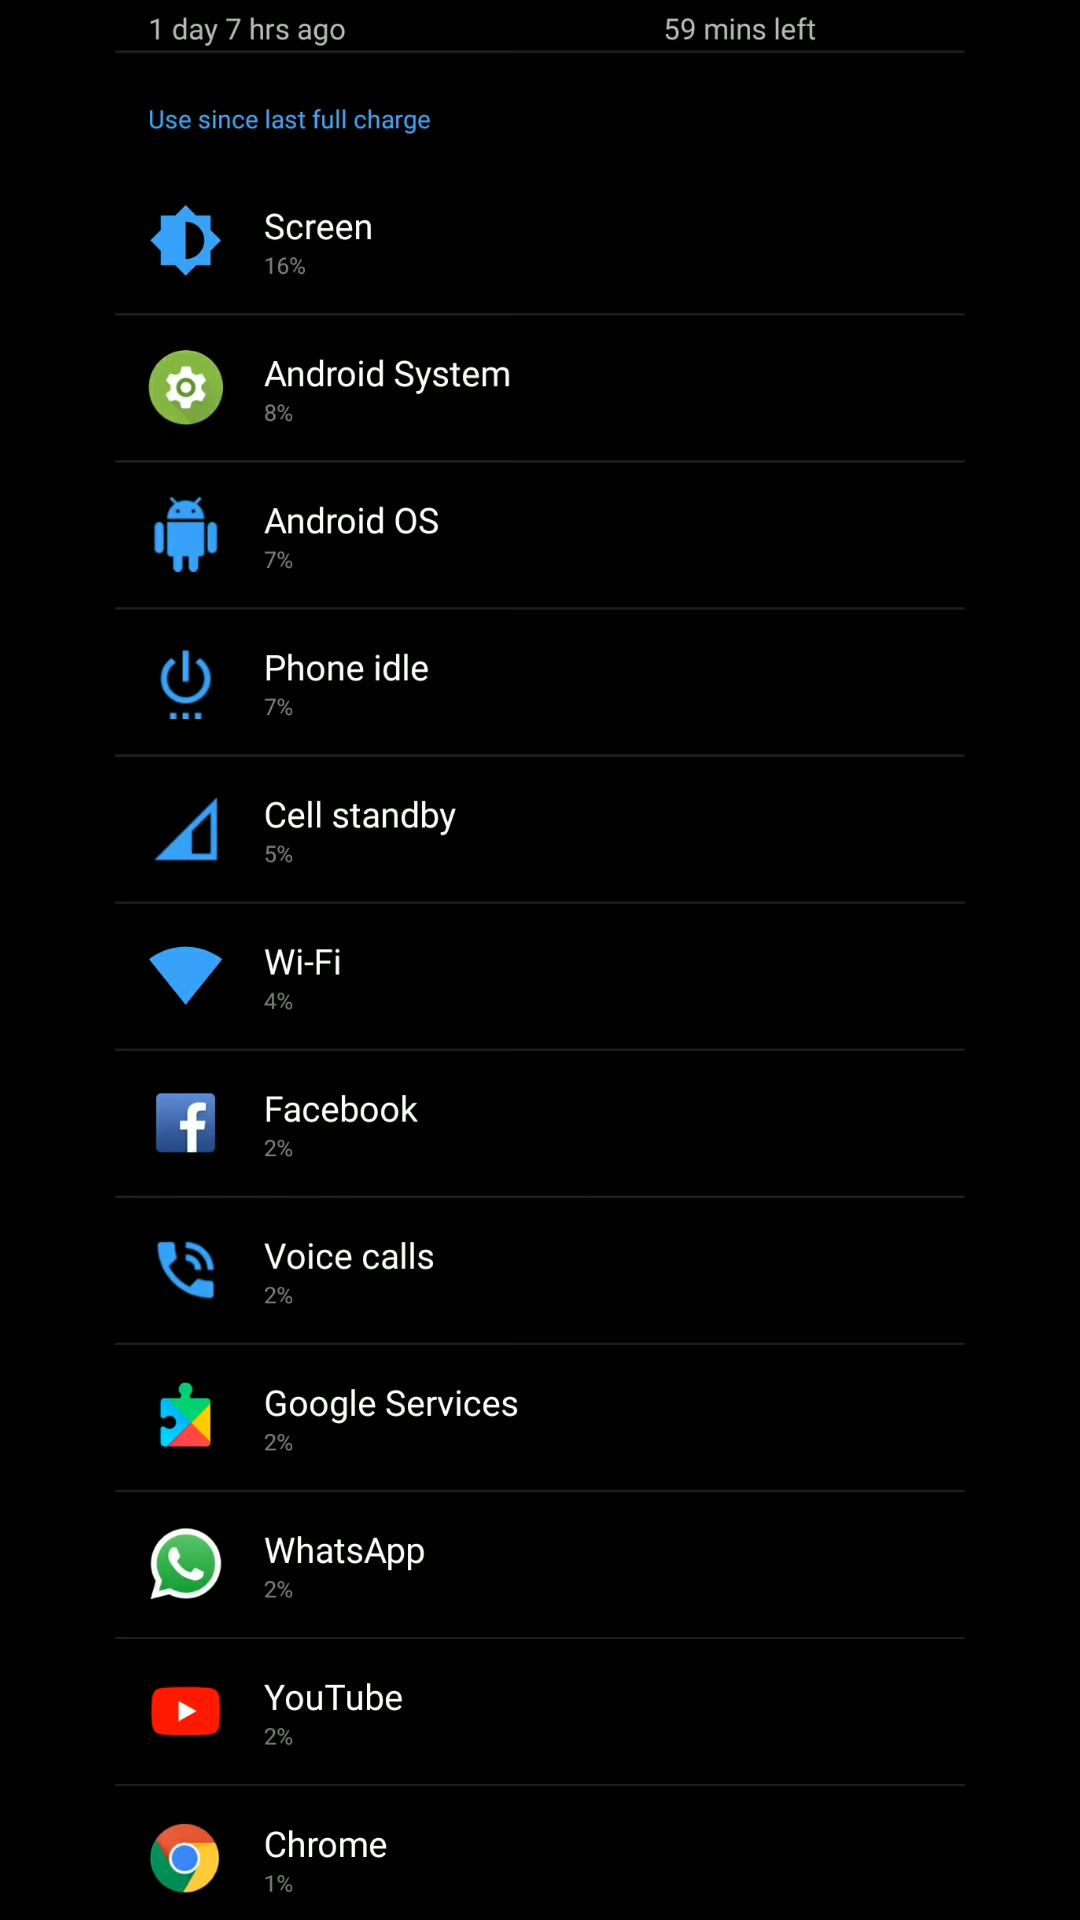 1 day 7 hrs ago 59 mins left
Use since last full charge
Screen
16%
Android System
8%
Android OS
7%
Phone idle
7%
Cell standby
5%
Wi-Fi
4%
Facebook
2%
Voice calls
2%
Google Services
2%
WhatsApp
2%
YouTube
2%
Chrome
1%